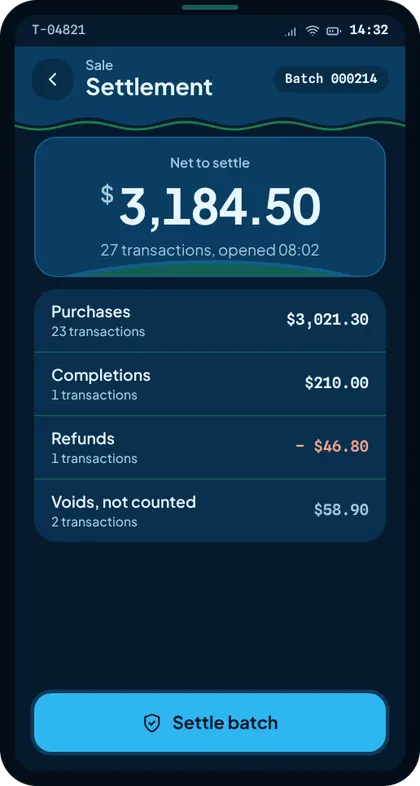 T-04821
14:32
Sale
Settlement
Batch 000214
Net to settle
$3,184.50
27 transactions, opened 08:02
Purchases
23 transactions
$3,021.30
Completions
1 transactions
$210.00
Refunds
1 transactions
− $46.80
Voids, not counted
2 transactions
$58.90
Settle batch